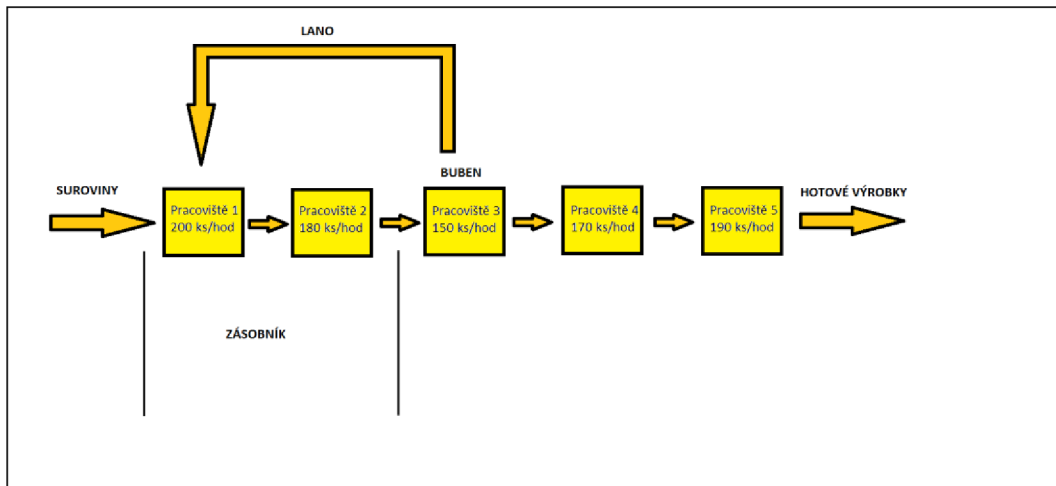 LANO
BUBEN
SUROVINY
HOTOVÉ VÝROBKY
Pracoviště 1
200 ks/hod
Pracoviště 2
180 ks/hod
Pracoviště 3
150 ks/hod
Pracoviště 4
170 ks/hod
Pracoviště 5
190 ks/hod
ZÁSOBNÍK